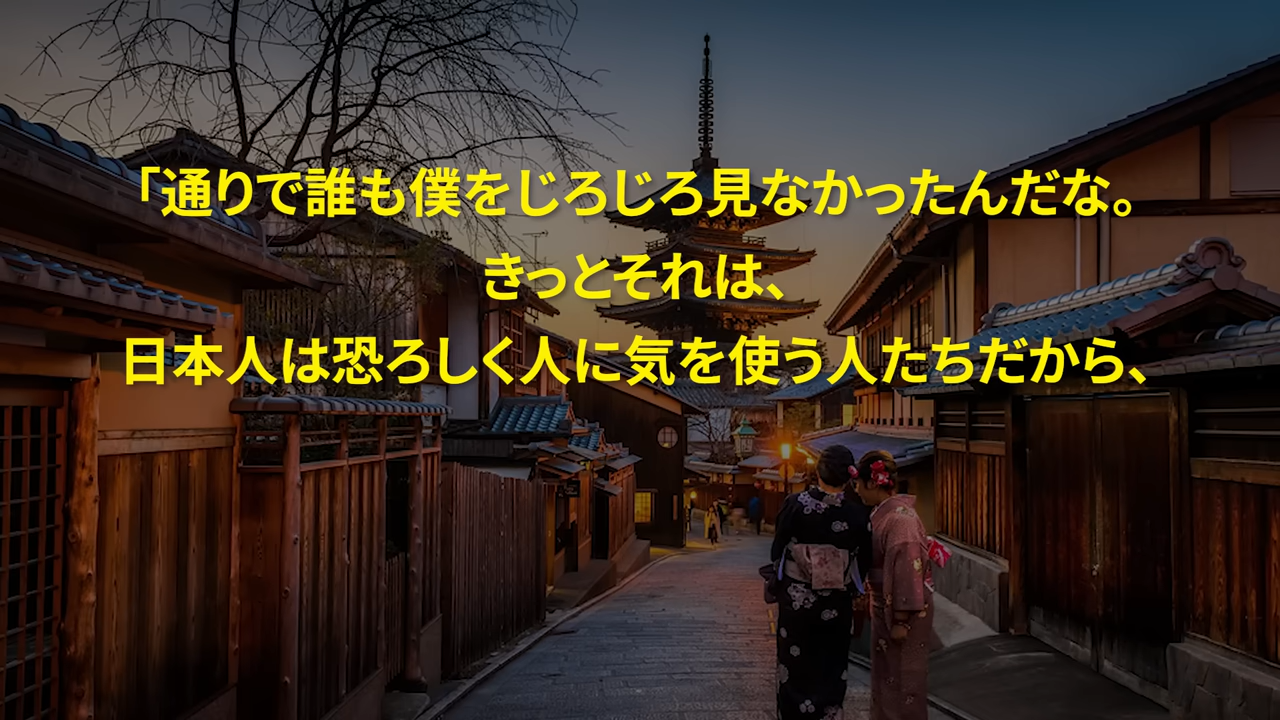 「通りで誰も僕をじろじろ見なかったんだな。
きっとそれは、
日本人は恐ろしく人に気を使う人たちだから、